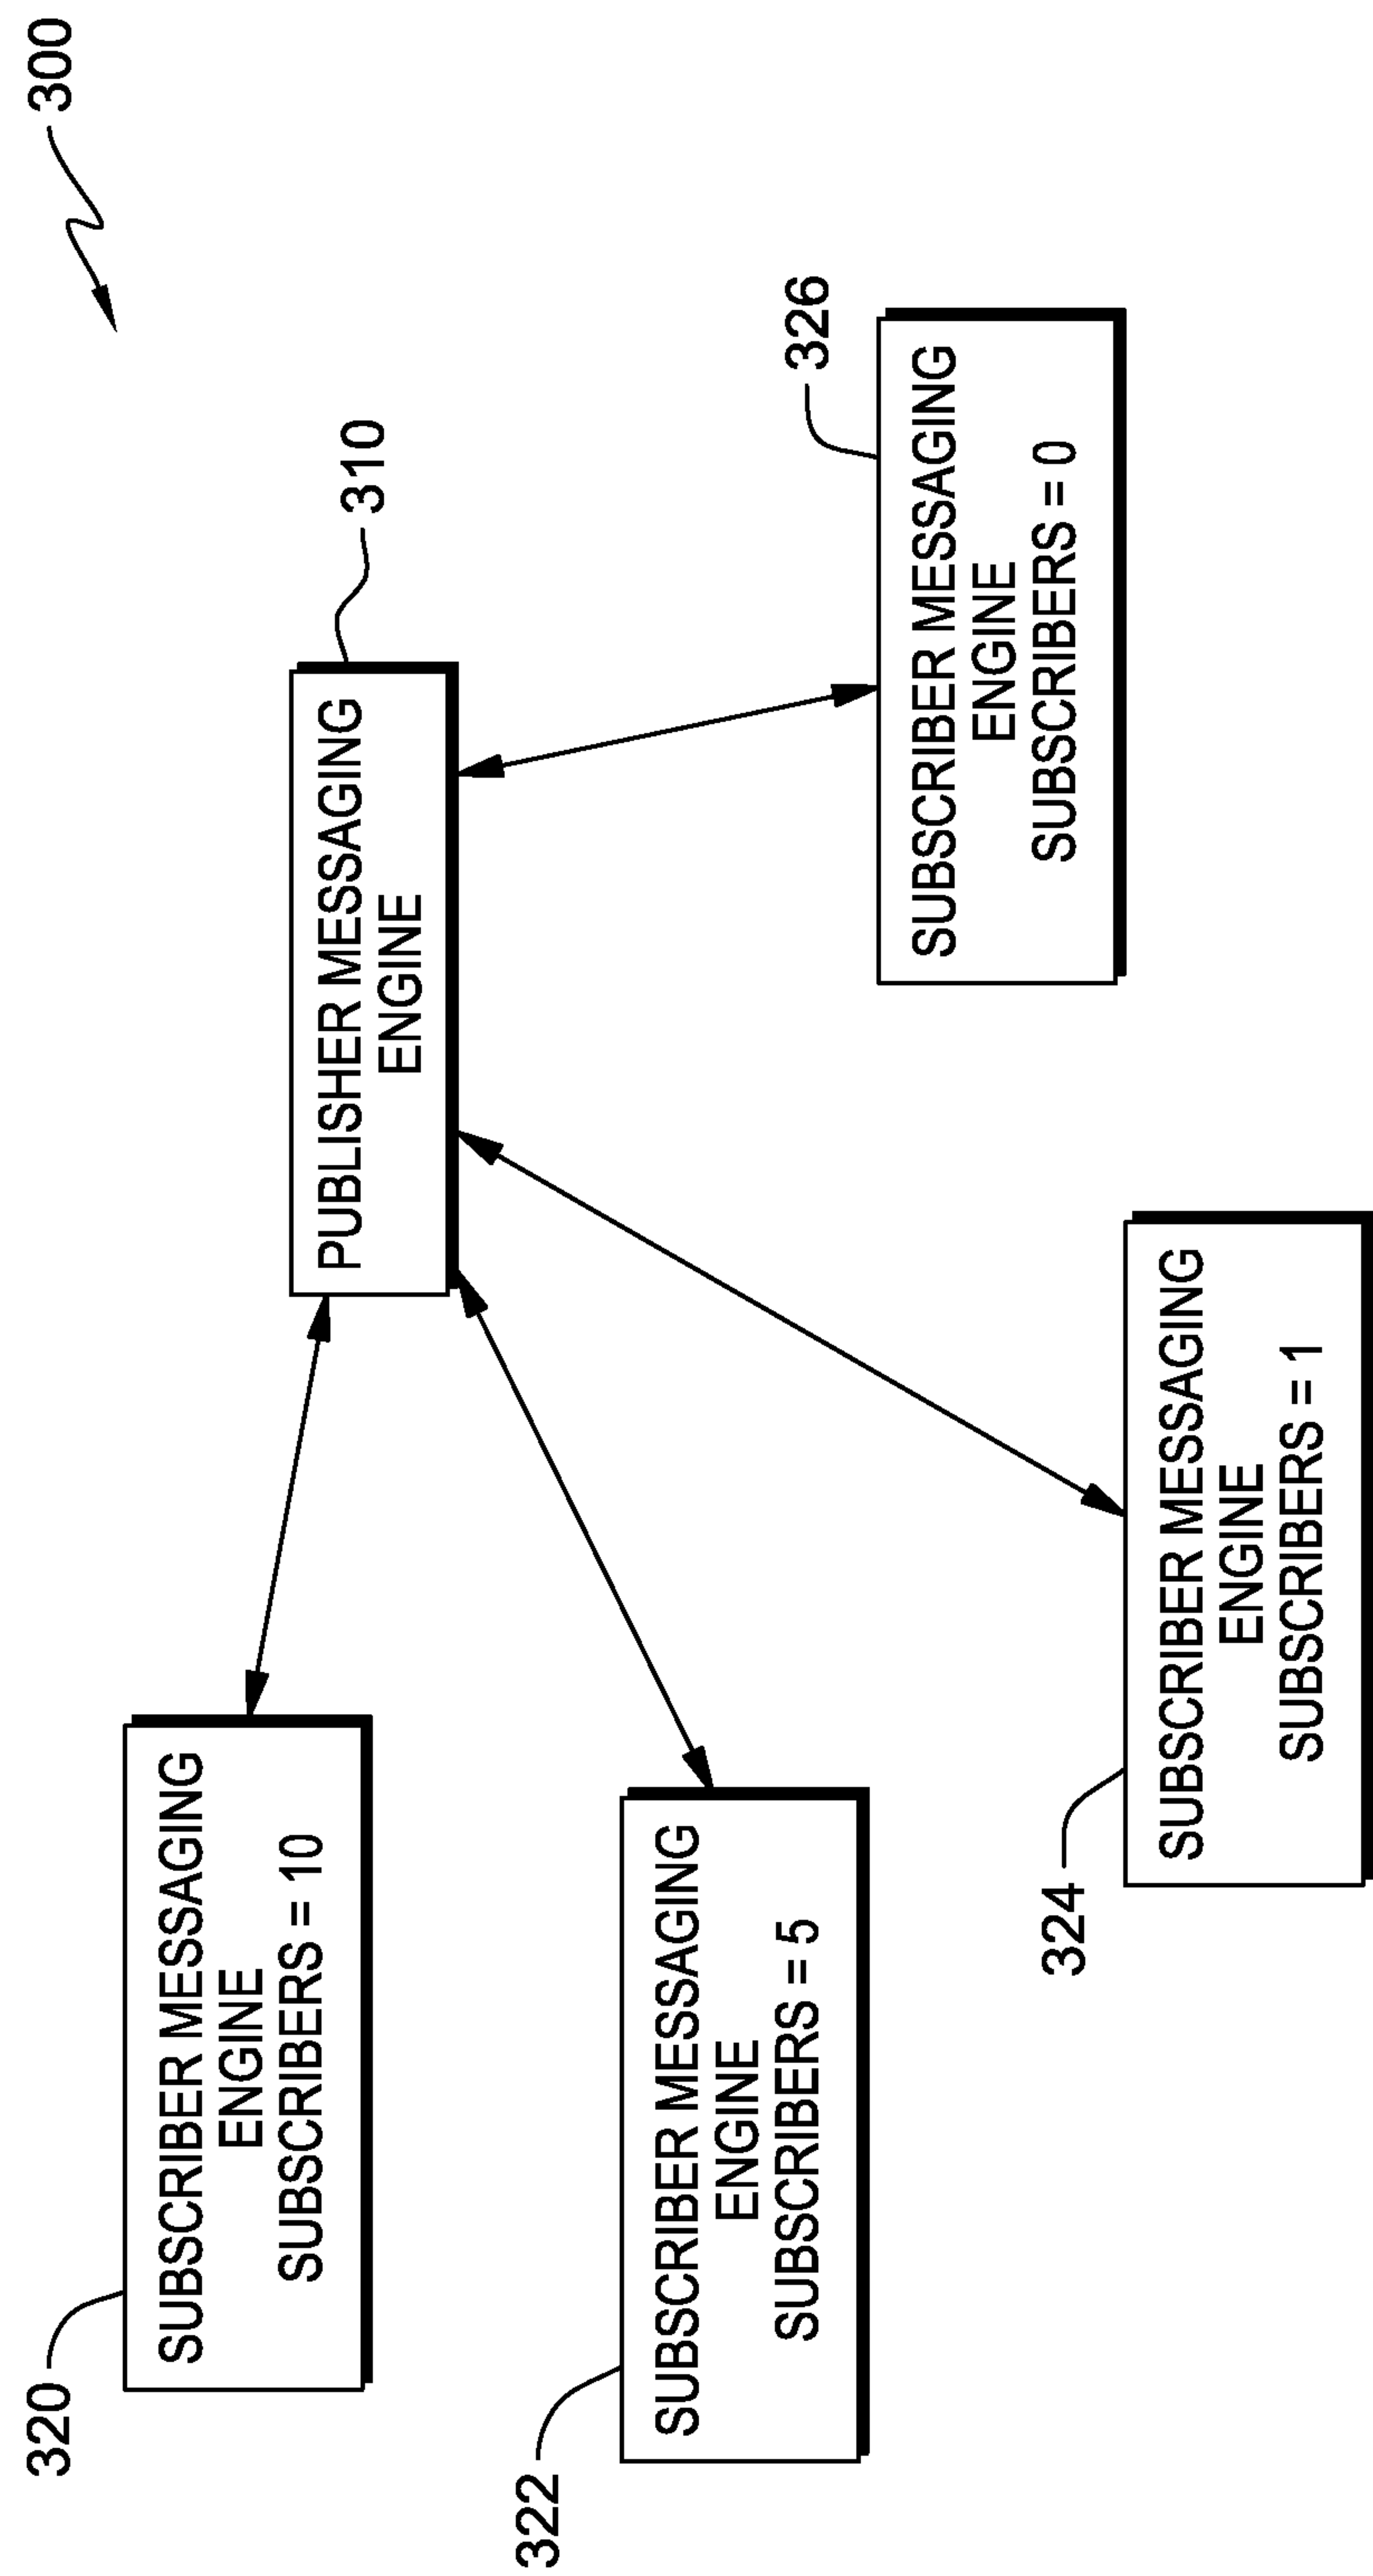 300
310
PUBLISHER MESSAGING
ENGINE
320
SUBSCRIBER MESSAGING
ENGINE
SUBSCRIBERS = 10
322
SUBSCRIBER MESSAGING
ENGINE
SUBSCRIBERS = 5
324
SUBSCRIBER MESSAGING
ENGINE
SUBSCRIBERS = 1
326
SUBSCRIBER MESSAGING
ENGINE
SUBSCRIBERS = 0